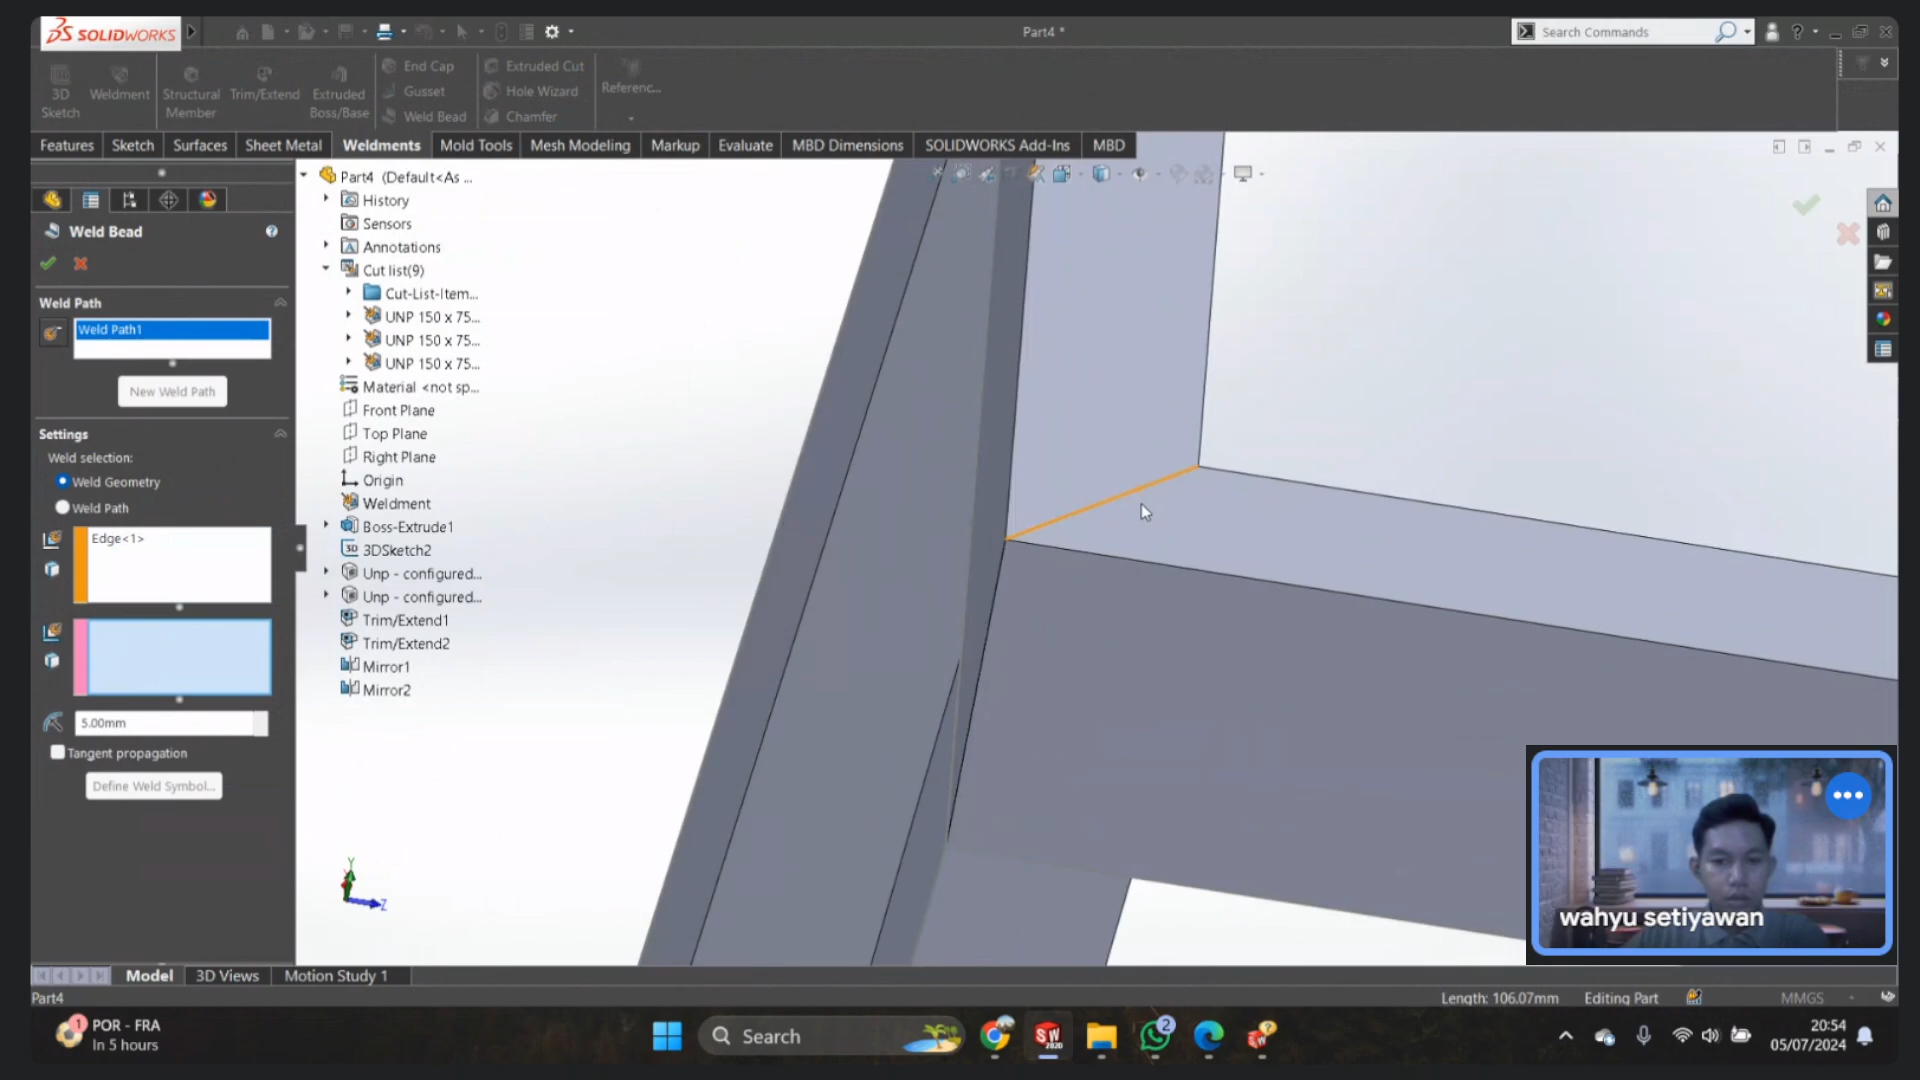 SOLIDWORKS
Part4 *
Search Commands
3D Sketch
Weldment
Structural Member
Trim/Extend
Extruded Boss/Base
End Cap
Gusset
Weld Bead
Extruded Cut
Hole Wizard
Chamfer
Referenc...
Features
Sketch
Surfaces
Sheet Metal
Weldments
Mold Tools
Mesh Modeling
Markup
Evaluate
MBD Dimensions
SOLIDWORKS Add-Ins
MBD
Weld Bead
Weld Path
Weld Path1
New Weld Path
Settings
Weld selection:
Weld Geometry
Weld Path
Edge<1>
5.00mm
Tangent propagation
Define Weld Symbol...
Part4 (Default<As ...
History
Sensors
Annotations
Cut list(9)
Cut-List-Item...
UNP 150 x 75...
UNP 150 x 75...
UNP 150 x 75...
Material <not sp...
Front Plane
Top Plane
Right Plane
Origin
Weldment
Boss-Extrude1
3DSketch2
Unp - configured...
Unp - configured...
Trim/Extend1
Trim/Extend2
Mirror1
Mirror2
Y
Z
wahyu setiyawan
Model
3D Views
Motion Study 1
Part4
Length: 106.07mm
Editing Part
MMGS
1
POR - FRA
In 5 hours
Search
SW
2020
2
20:54
05/07/2024